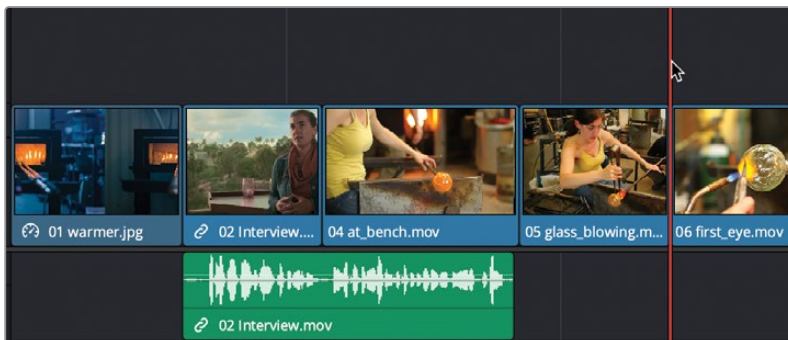 01 warmer.jpg
02 Interview....
04 at_bench.mov
05 glass_blowing.m...
06 first_eye.mov
02 Interview.mov